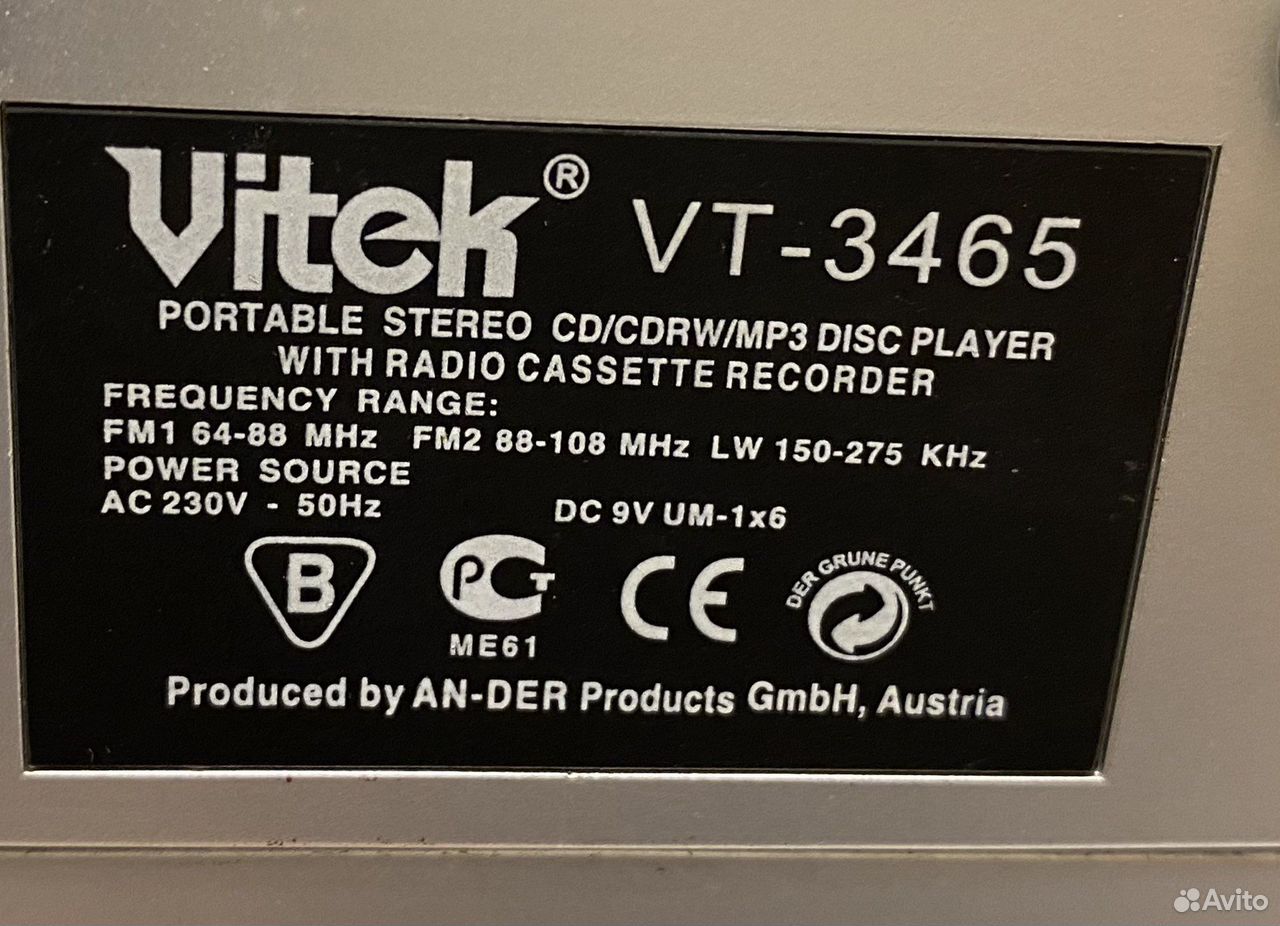 Vitek® VT-3465
PORTABLE STEREO CD/CDRW/MP3 DISC PLAYER
WITH RADIO CASSETTE RECORDER
FREQUENCY RANGE:
FM1 64-88 MHz FM2 88-108 MHz LW 150-275 KHz
POWER SOURCE
AC 230V - 50Hz DC 9V UM-1x6
B PCT CE DER GRUNE PUNKT
ME61
Produced by AN-DER Products GmbH, Austria
Avito